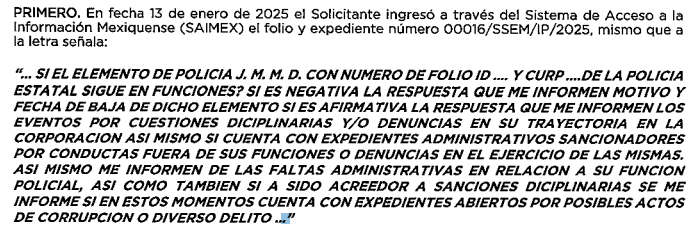 PRIMERO. En fecha 13 de enero de 2025 el Solicitante ingresó a través del Sistema de Acceso a la
Información Mexiquense (SAIMEX) el folio y expediente número 00016/SSEM/IP/2025, mismo que a
la letra señala:
"... SI EL ELEMENTO DE POLICIA J. M. M. D. CON NUMERO DE FOLIO ID .... Y CURP ....DE LA POLICIA
ESTATAL SIGUE EN FUNCIONES? SI ES NEGATIVA LA RESPUESTA QUE ME INFORMEN MOTIVO Y
FECHA DE BAJA DE DICHO ELEMENTO SI ES AFIRMATIVA LA RESPUESTA QUE ME INFORMEN LOS
EVENTOS POR CUESTIONES DICIPLINARIAS Y/O DENUNCIAS EN SU TRAYECTORIA EN LA
CORPORACION ASI MISMO SI CUENTA CON EXPEDIENTES ADMINISTRATIVOS SANCIONADORES
POR CONDUCTAS FUERA DE SUS FUNCIONES O DENUNCIAS EN EL EJERCICIO DE LAS MISMAS.
ASI MISMO ME INFORMEN DE LAS FALTAS ADMINISTRATIVAS EN RELACION A SU FUNCION
POLICIAL, ASI COMO TAMBIEN SI A SIDO ACREEDOR A SANCIONES DICIPLINARIAS SE ME
INFORME SI EN ESTOS MOMENTOS CUENTA CON EXPEDIENTES ABIERTOS POR POSIBLES ACTOS
DE CORRUPCION O DIVERSO DELITO ..."